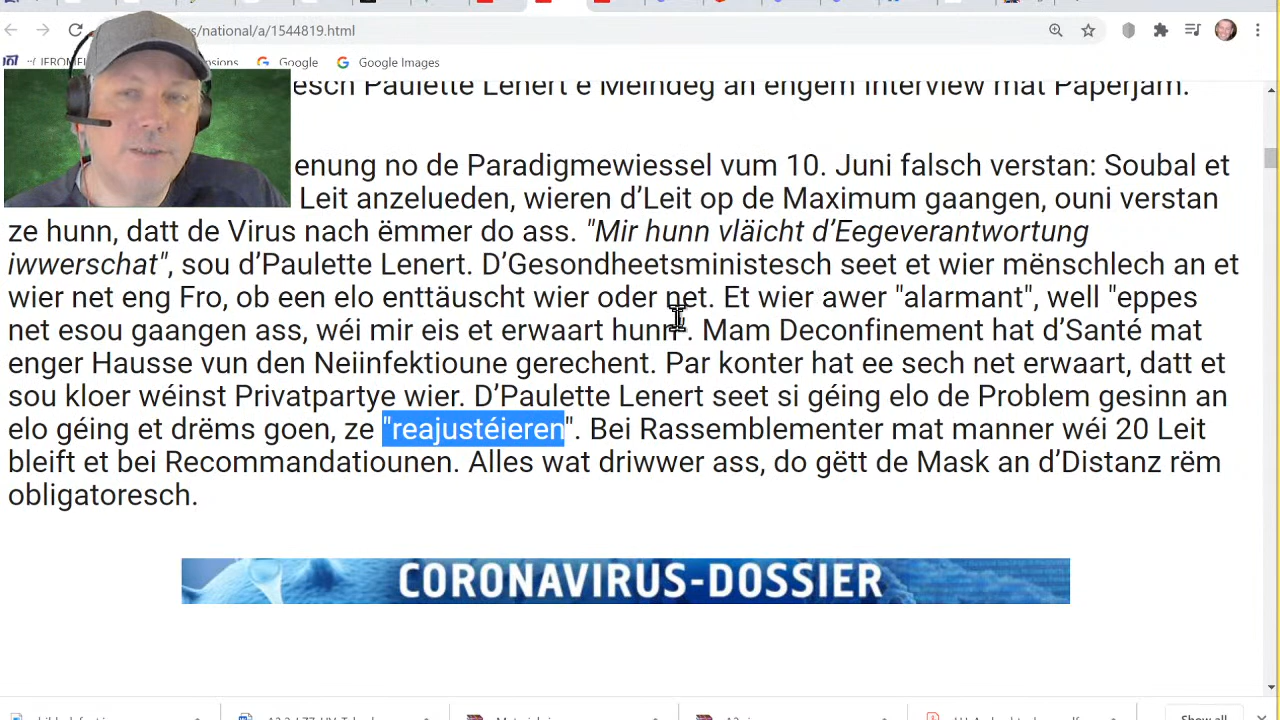 /national/a/1544819.html
Google
Google Images
Paulette Lenert e Meindeg an engem Interview mat Paperjam.
enung no de Paradigmewiessel vum 10. Juni falsch verstan: Soubal et
Leit anzelueden, wieren d'Leit op de Maximum gaangen, ouni verstan
ze hunn, datt de Virus nach ëmmer do ass. "Mir hunn vläicht d'Eegeverantwortung
iwwerschat", sou d'Paulette Lenert. D'Gesondheetsministesch seet et wier mënschlech an et
wier net eng Fro, ob een elo enttäuscht wier oder net. Et wier awer "alarmant", well "eppes
net esou gaangen ass, wéi mir eis et erwaart hunn". Mam Deconfinement hat d'Santé mat
enger Hausse vun den Neiinfektioune gerechent. Par konter hat ee sech net erwaart, datt et
sou kloer wéinst Privatpartye wier. D'Paulette Lenert seet si géing elo de Problem gesinn an
elo géing et drëms goen, ze "reajustéieren". Bei Rassemblementer mat manner wéi 20 Leit
bleift et bei Recommandatiounen. Alles wat driwwer ass, do gëtt de Mask an d'Distanz rëm
obligatoresch.
CORONAVIRUS-DOSSIER
Show all